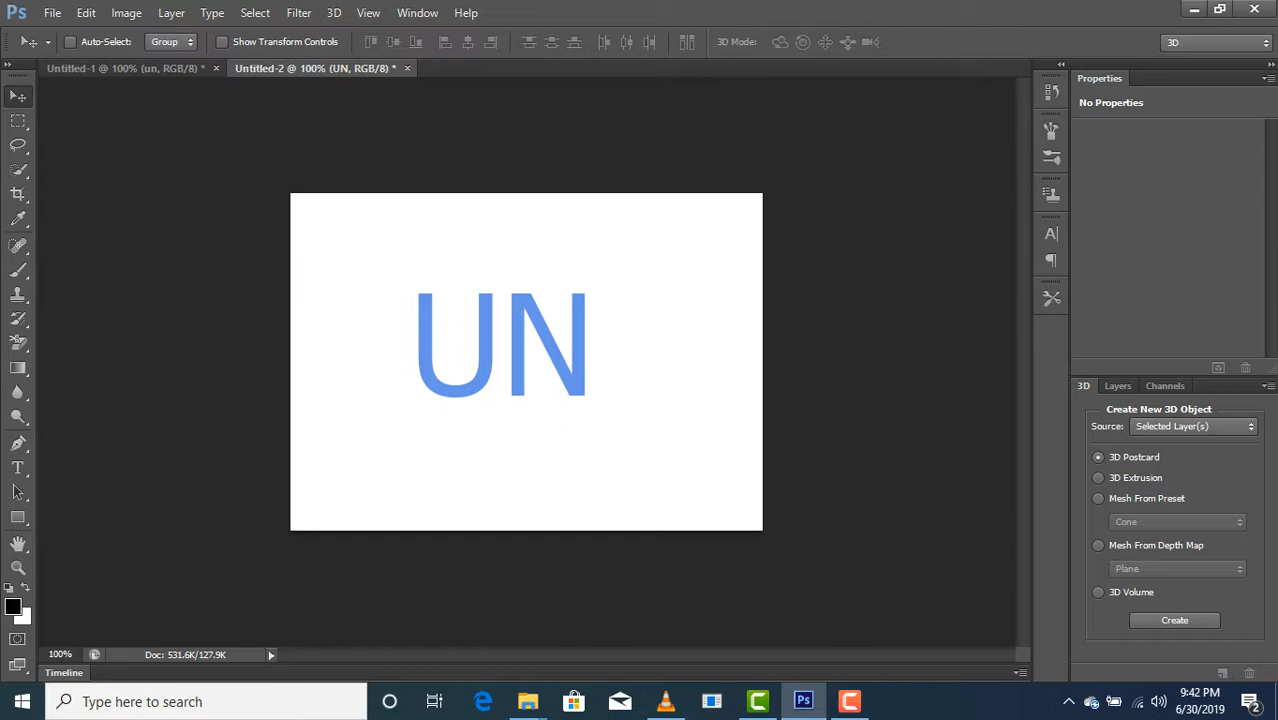 Ps File Edit Image Layer Type Select Filter 3D View Window Help
Auto-Select: Group Show Transform Controls 3D Mode: 3D
Untitled-1 @ 100% (un, RGB/8) * × Untitled-2 @ 100% (UN, RGB/8) * ×
Properties
No Properties
UN
3D Layers Channels
Create New 3D Object
Source: Selected Layer(s)
3D Postcard
3D Extrusion
Mesh From Preset
Cone
Mesh From Depth Map
Plane
3D Volume
Create
100% Doc: 531.6K/127.9K
Timeline
Type here to search
9:42 PM
6/30/2019
2